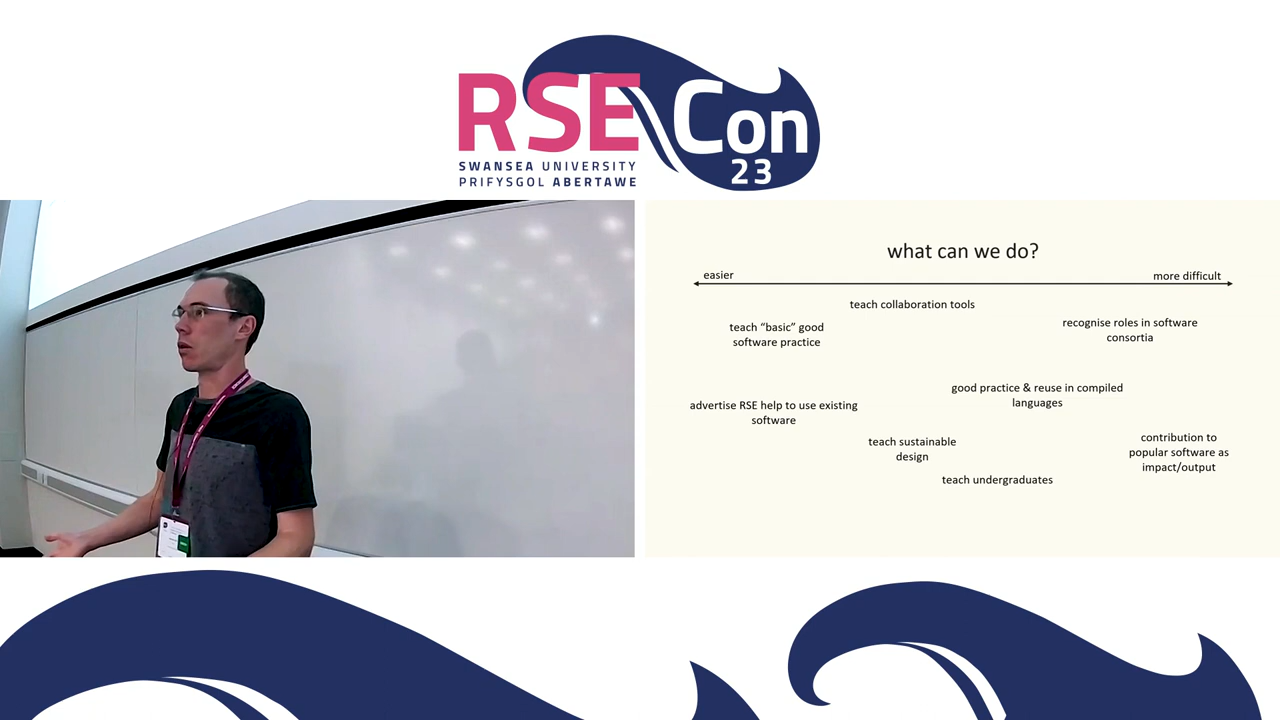 RSE Con
23
SWANSEA UNIVERSITY
PRIFYSGOL ABERTAWE
what can we do?
easier
more difficult
teach collaboration tools
teach “basic” good
software practice
recognise roles in software
consortia
good practice & reuse in compiled
languages
advertise RSE help to use existing
software
teach sustainable
design
contribution to
popular software as
impact/output
teach undergraduates